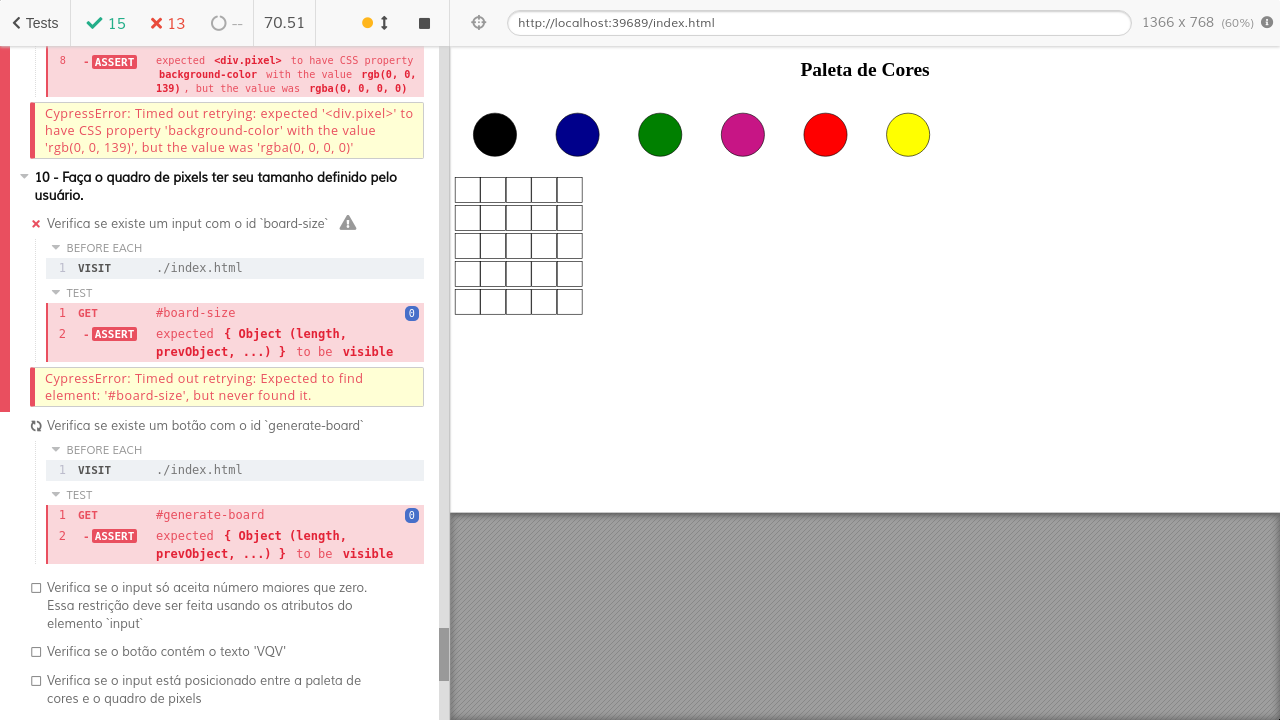 Tests
15
13
--
70.51
http://localhost:39689/index.html
1366 x 768 (60%)
8 - ASSERT expected <div.pixel> to have CSS property
background-color with the value rgb(0, 0,
139) , but the value was rgba(0, 0, 0, 0)
CypressError: Timed out retrying: expected '<div.pixel>' to
have CSS property 'background-color' with the value
'rgb(0, 0, 139)', but the value was 'rgba(0, 0, 0, 0)'
10 - Faça o quadro de pixels ter seu tamanho definido pelo
usuário.
Verifica se existe um input com o id `board-size`
BEFORE EACH
1 VISIT ./index.html
TEST
1 GET #board-size 0
2 - ASSERT expected { Object (length,
prevObject, ...) } to be visible
CypressError: Timed out retrying: Expected to find
element: '#board-size', but never found it.
Verifica se existe um botão com o id `generate-board`
BEFORE EACH
1 VISIT ./index.html
TEST
1 GET #generate-board 0
2 - ASSERT expected { Object (length,
prevObject, ...) } to be visible
Verifica se o input só aceita número maiores que zero.
Essa restrição deve ser feita usando os atributos do
elemento `input`
Verifica se o botão contém o texto 'VQV'
Verifica se o input está posicionado entre a paleta de
cores e o quadro de pixels
Paleta de Cores